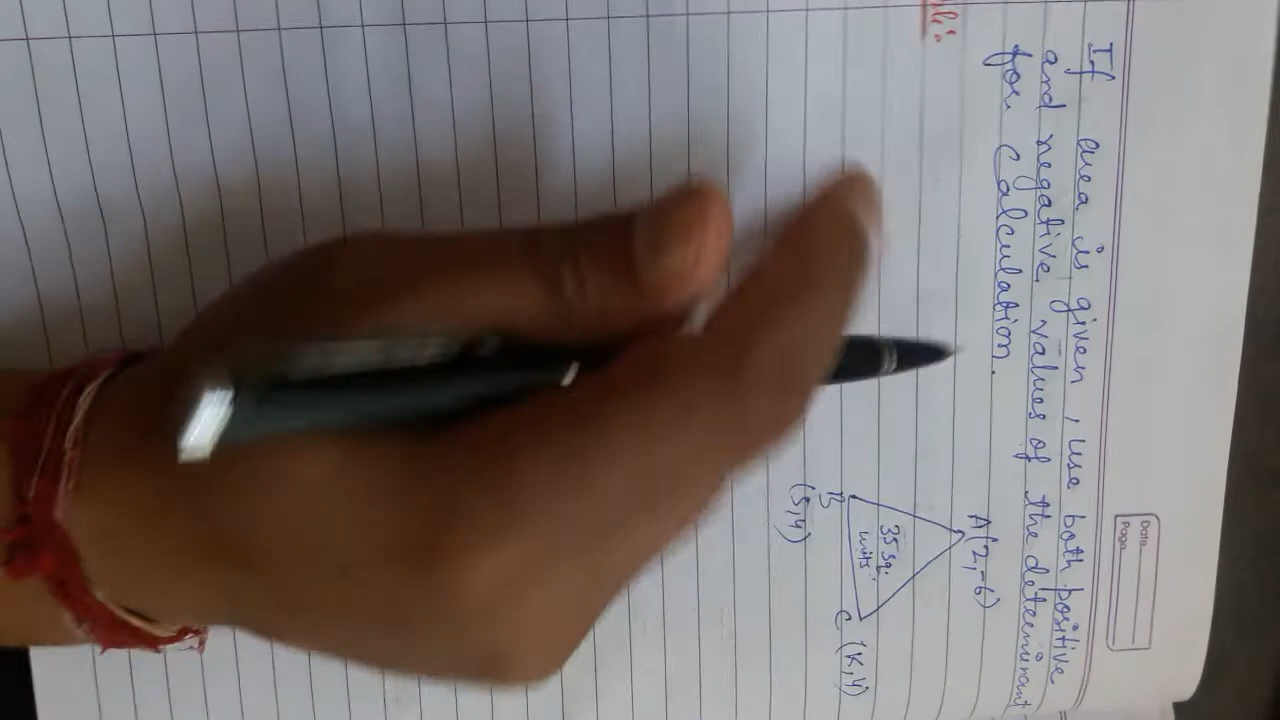 Date
Page
If area is given, use both positive
and negative values of the determinant
for calculation.
A(2,-6)
35 sq.
units
B
(5,4)
C (K,4)